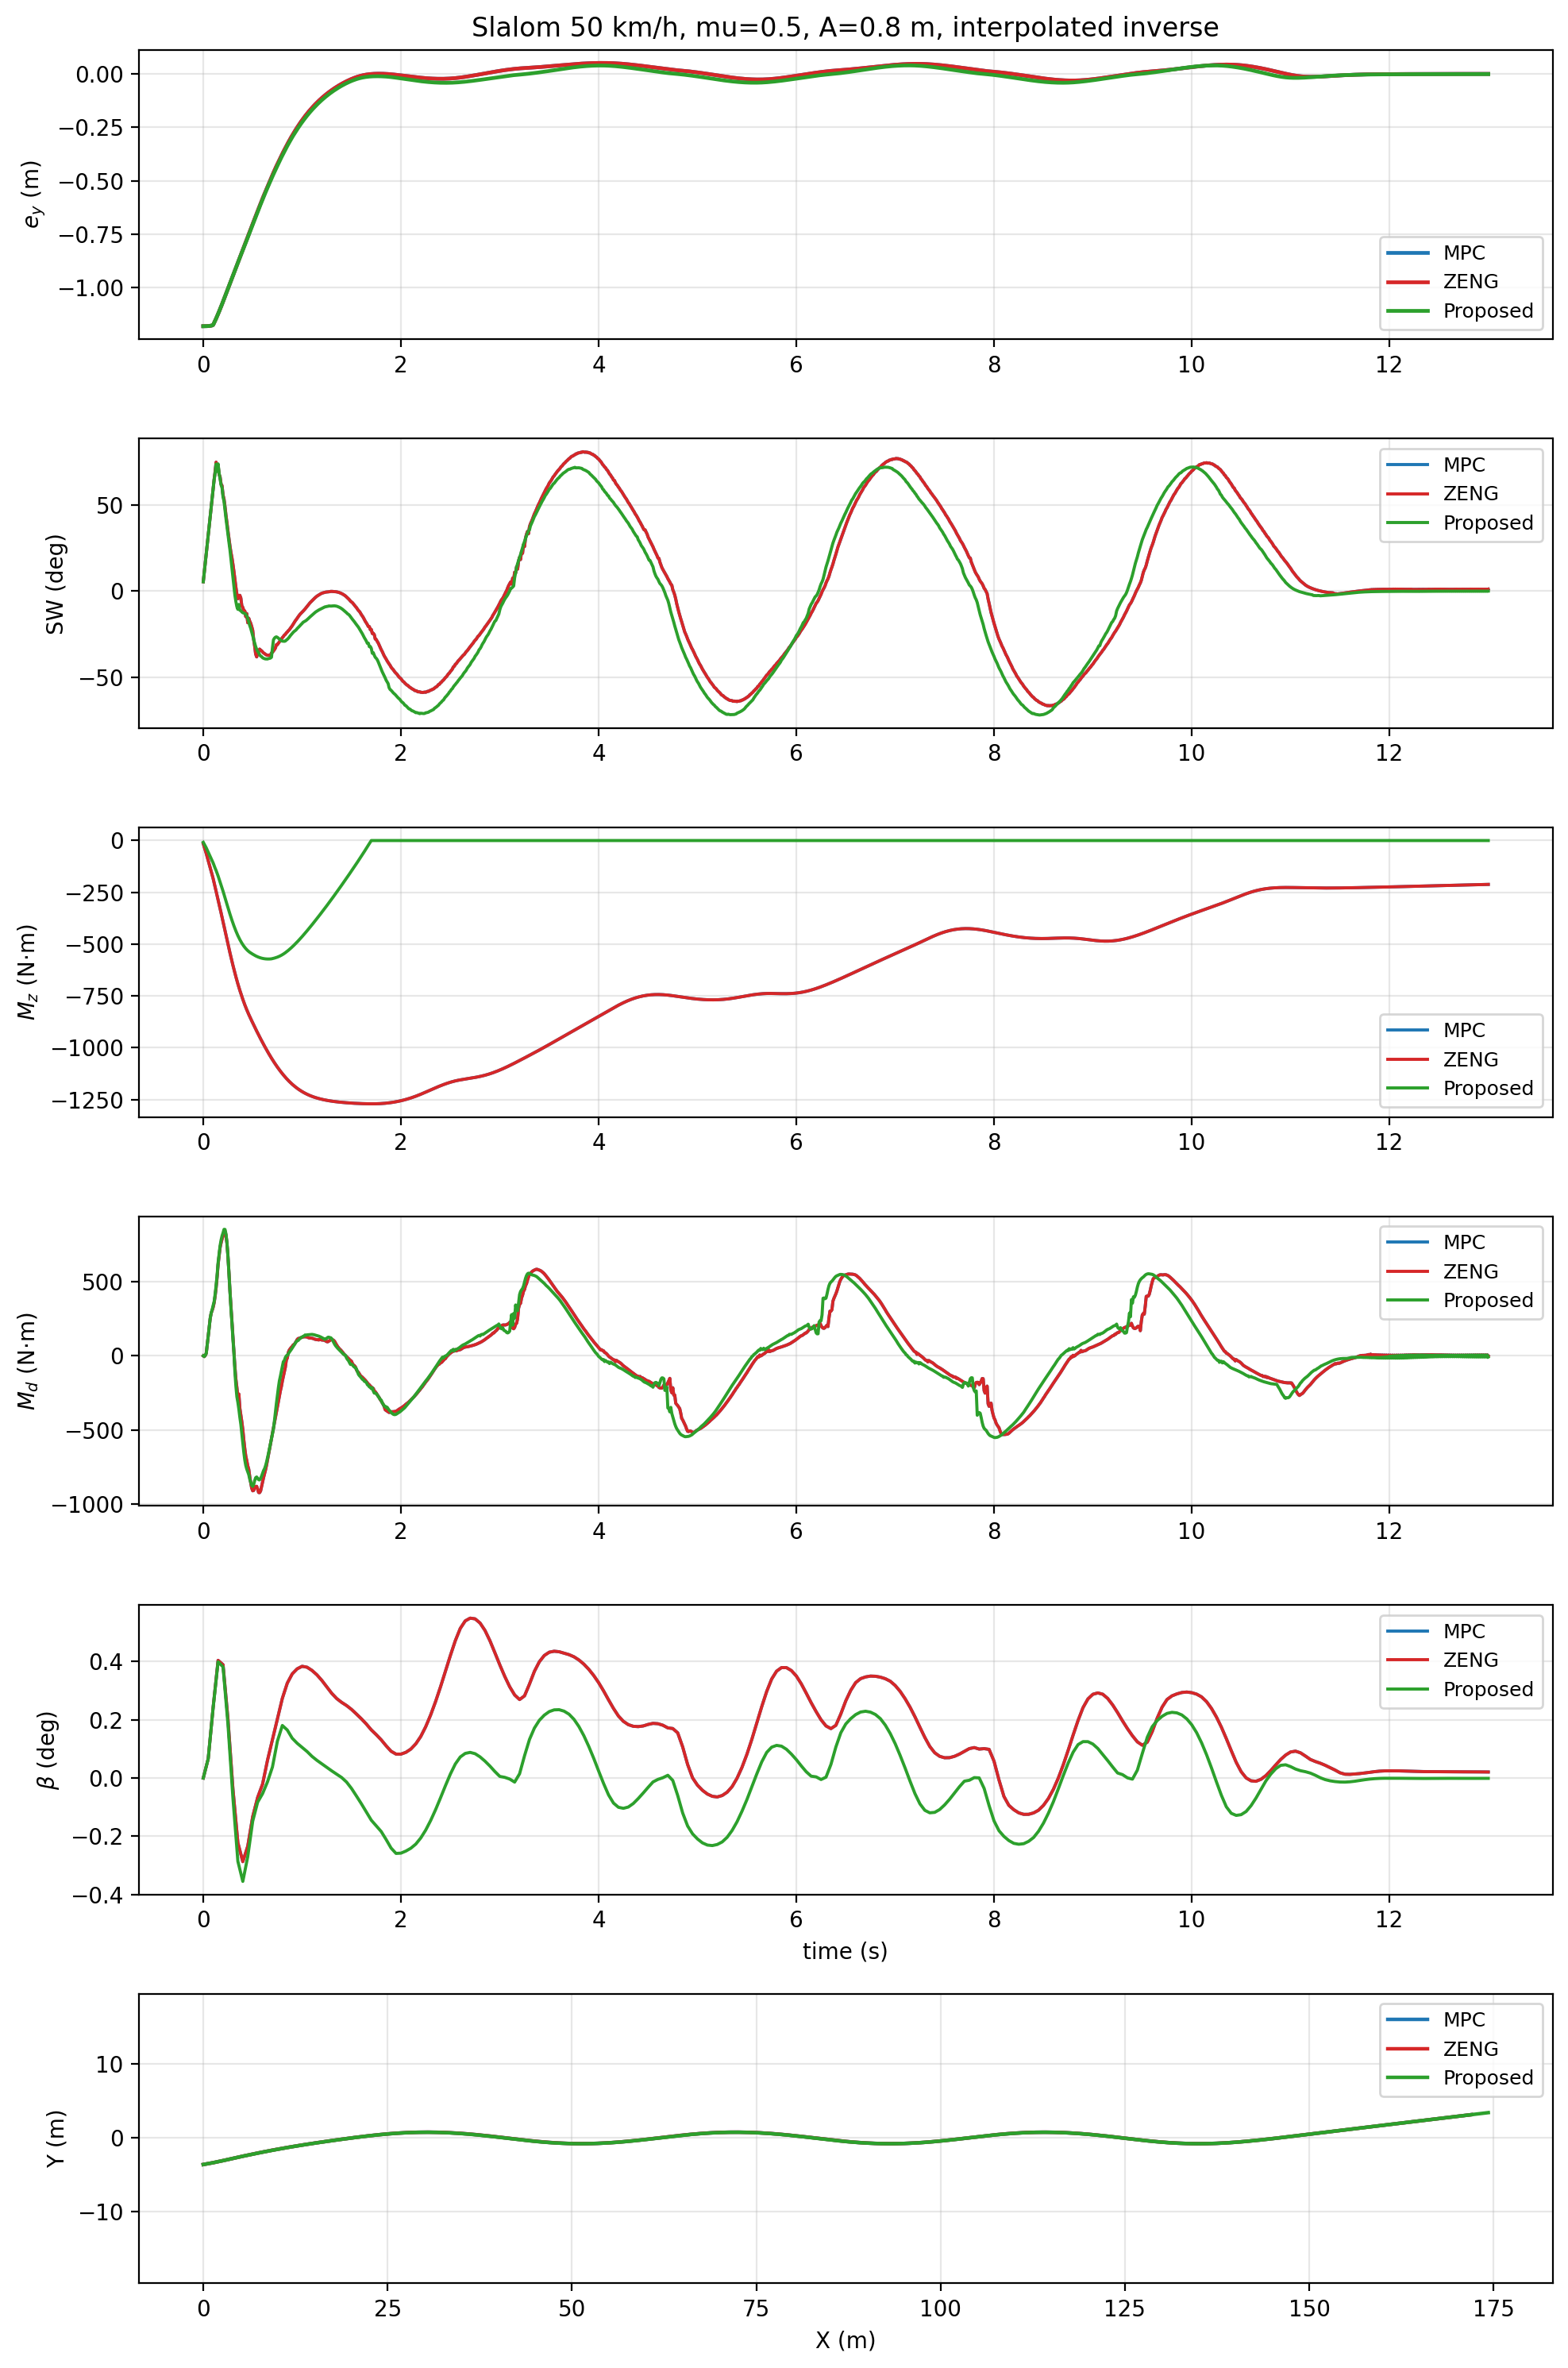 Slalom 50 km/h, mu=0.5, A=0.8 m, interpolated inverse
0.00
−0.25
−0.50
−0.75
−1.00
e_y (m)
MPC
ZENG
Proposed
0 2 4 6 8 10 12
50
0
−50
SW (deg)
MPC
ZENG
Proposed
0 2 4 6 8 10 12
0
−250
−500
−750
−1000
−1250
M_z (N·m)
MPC
ZENG
Proposed
0 2 4 6 8 10 12
500
0
−500
−1000
M_d (N·m)
MPC
ZENG
Proposed
0 2 4 6 8 10 12
0.4
0.2
0.0
−0.2
−0.4
β (deg)
MPC
ZENG
Proposed
0 2 4 6 8 10 12
time (s)
10
0
−10
Y (m)
MPC
ZENG
Proposed
0 25 50 75 100 125 150 175
X (m)